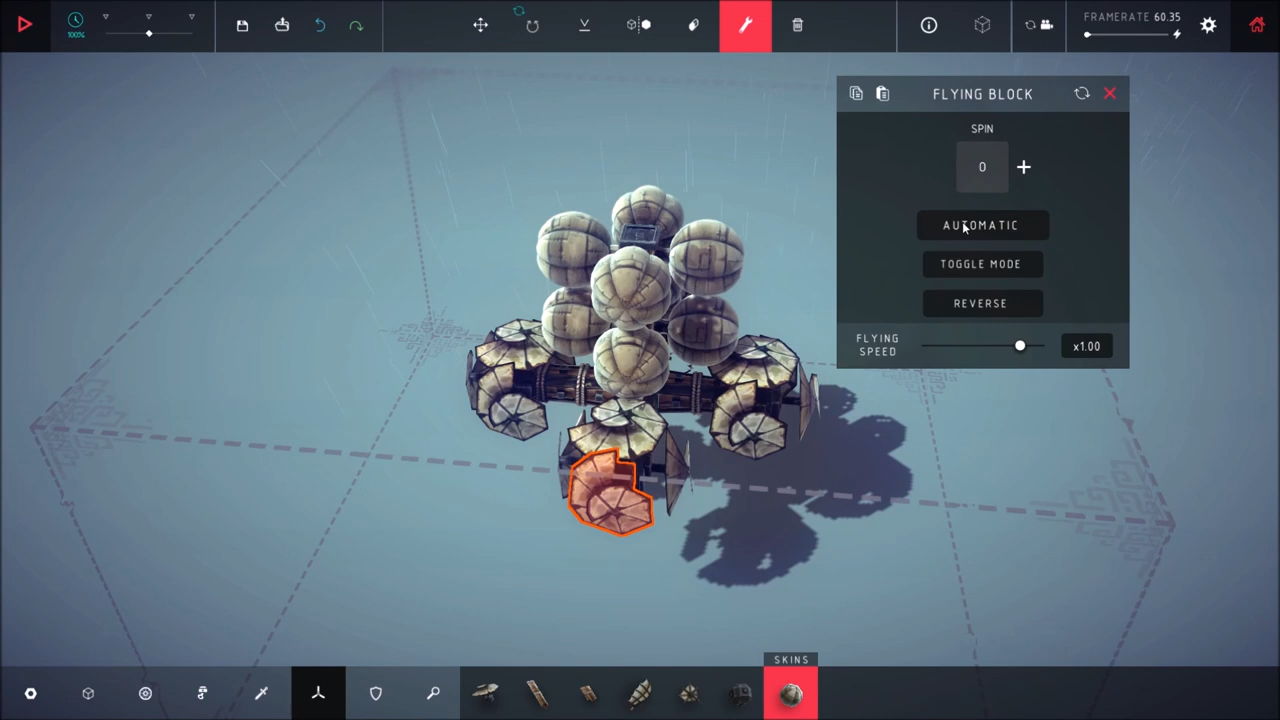 100%
FRAMERATE 60.35
FLYING BLOCK
SPIN
0
AUTOMATIC
TOGGLE MODE
REVERSE
FLYING
SPEED
x1.00
SKINS